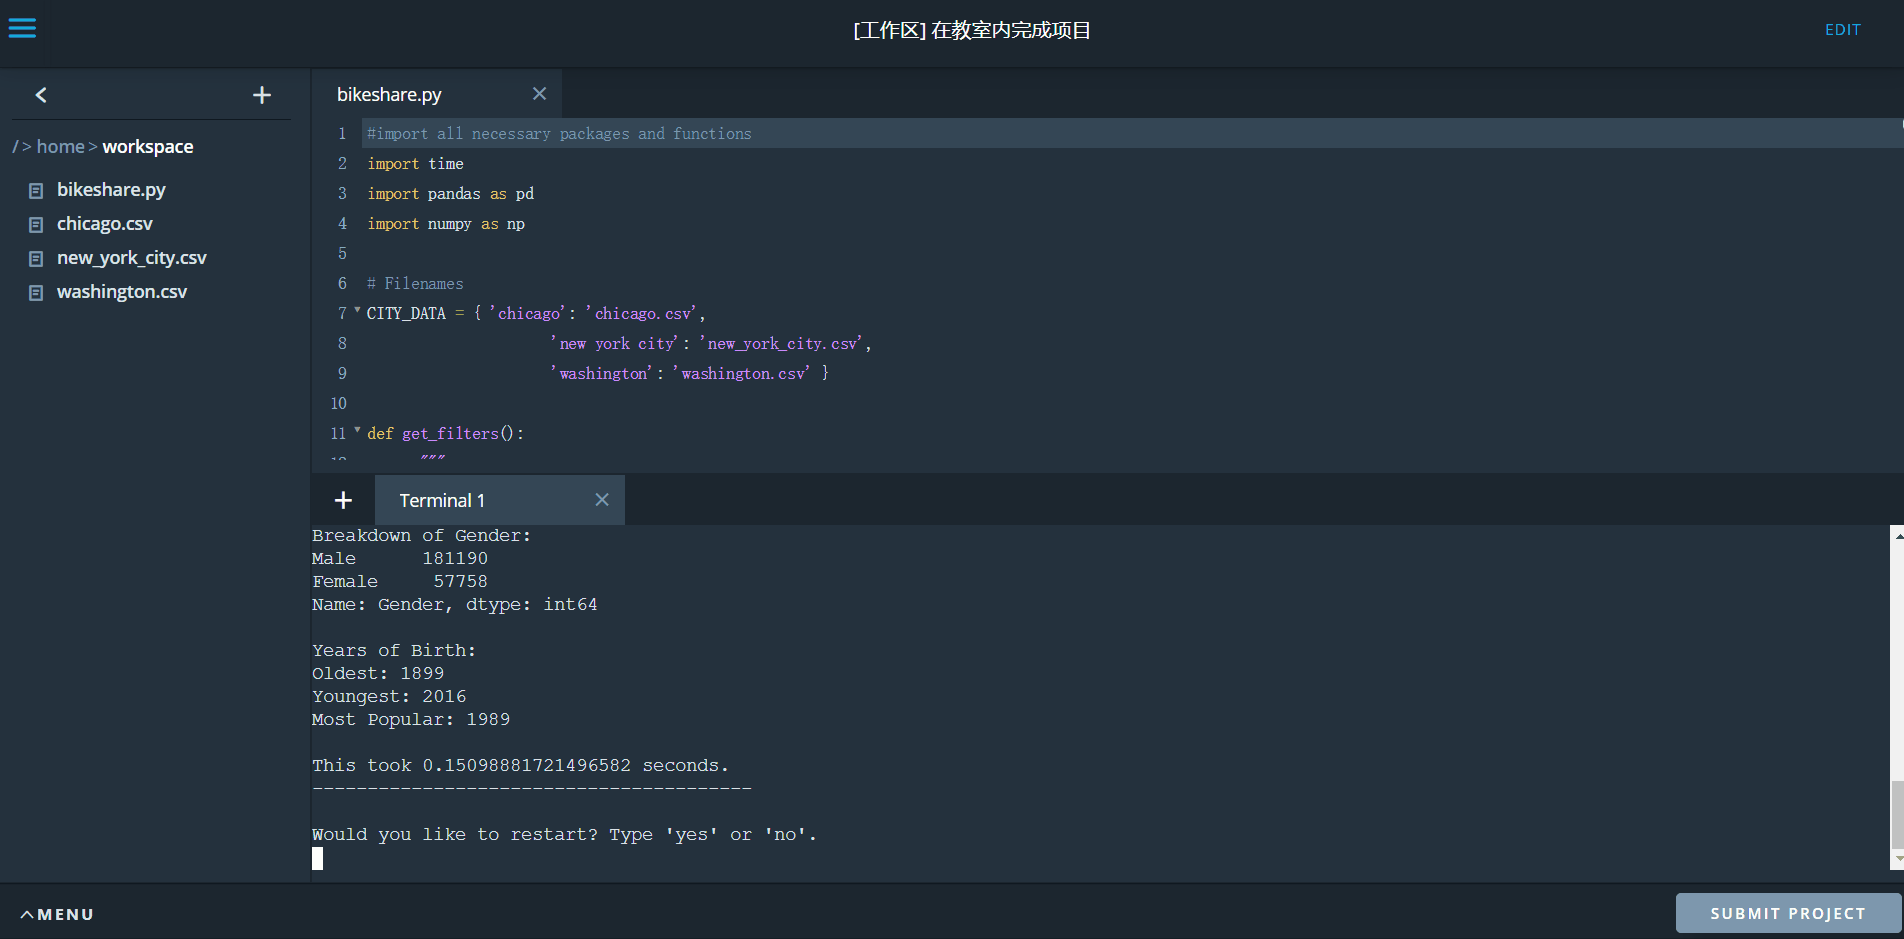 [工作区] 在教室内完成项目
EDIT
/ > home > workspace
bikeshare.py
chicago.csv
new_york_city.csv
washington.csv
bikeshare.py
1 #import all necessary packages and functions
2 import time
3 import pandas as pd
4 import numpy as np
5
6 # Filenames
7 CITY_DATA = { 'chicago': 'chicago.csv',
8 'new york city': 'new_york_city.csv',
9 'washington': 'washington.csv' }
10
11 def get_filters():
12 """
Terminal 1
Breakdown of Gender:
Male      181190
Female     57758
Name: Gender, dtype: int64
Years of Birth:
Oldest: 1899
Youngest: 2016
Most Popular: 1989
This took 0.15098881721496582 seconds.
----------------------------------------
Would you like to restart? Type 'yes' or 'no'.
MENU
SUBMIT PROJECT